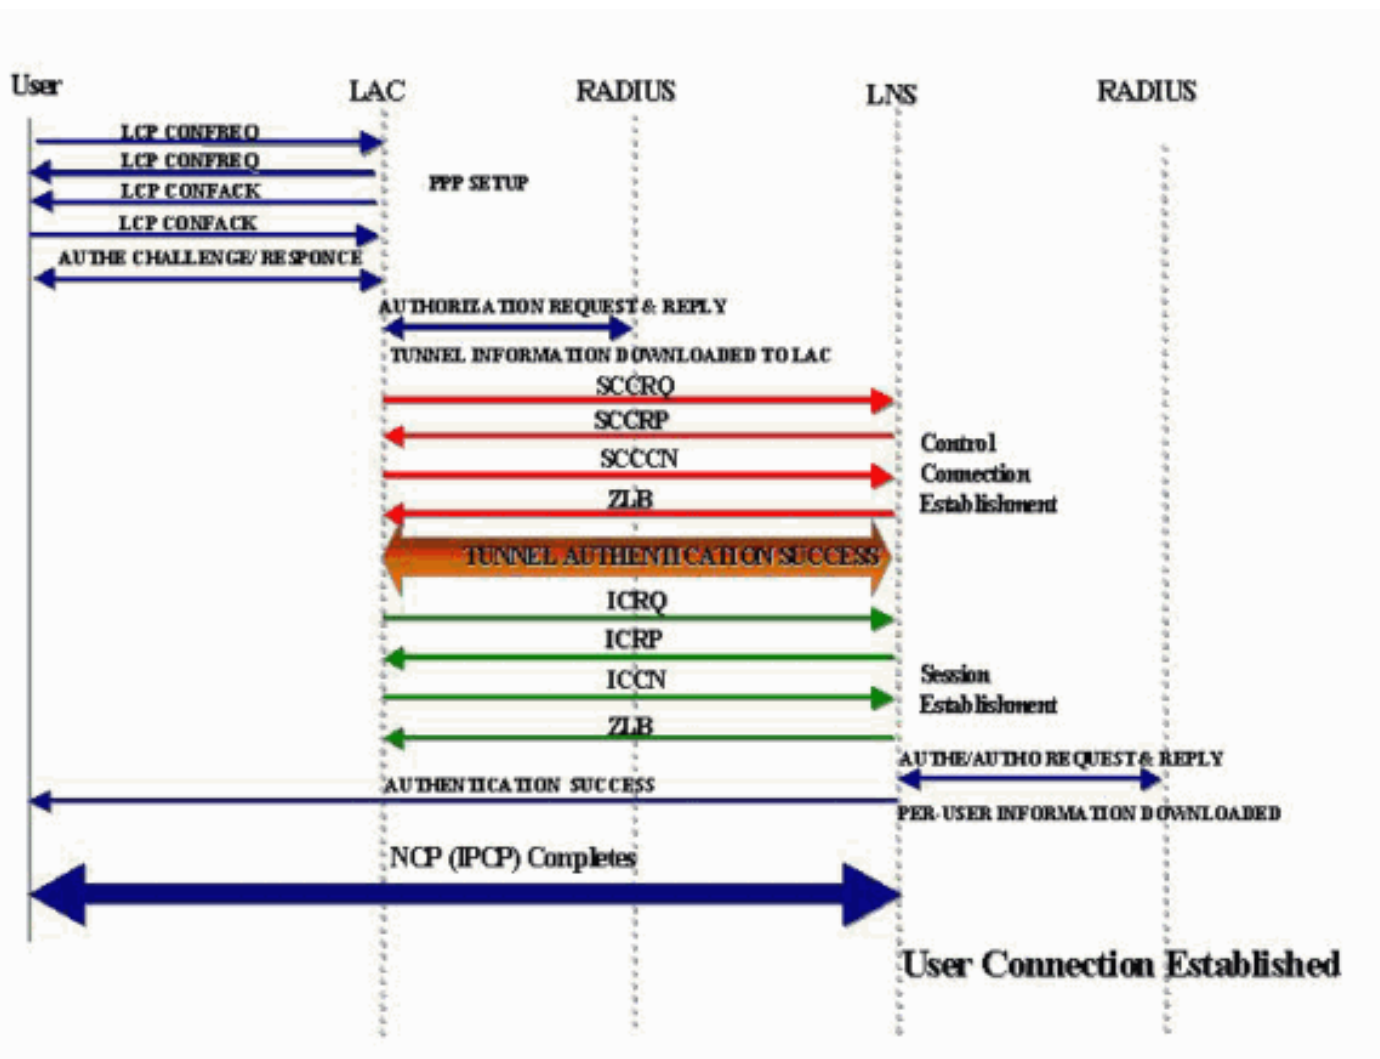 User
LAC
RADIUS
LNS
RADIUS
LCP CONFREQ
LCP CONFREQ
LCP CONFACK
PPP SETUP
LCP CONFACK
AUTHE CHALLENGE/ RESPONCE
AUTHORIZATION REQUEST & REPLY
TUNNEL INFORMATION DOWNLOADED TO LAC
SCCRQ
SCCRP
SCCCN
ZLB
Control
Connection
Establishment
TUNNEL AUTHENTICATION SUCCESS
ICRQ
ICRP
ICCN
ZLB
Session
Establishment
AUTHE/AUTHO REQUEST & REPLY
AUTHENTICATION SUCCESS
PER-USER INFORMATION DOWNLOADED
NCP (IPCP) Completes
User Connection Established